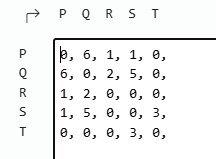 P Q R S T
P 0, 6, 1, 1, 0,
Q 6, 0, 2, 5, 0,
R 1, 2, 0, 0, 0,
S 1, 5, 0, 0, 3,
T 0, 0, 0, 3, 0,